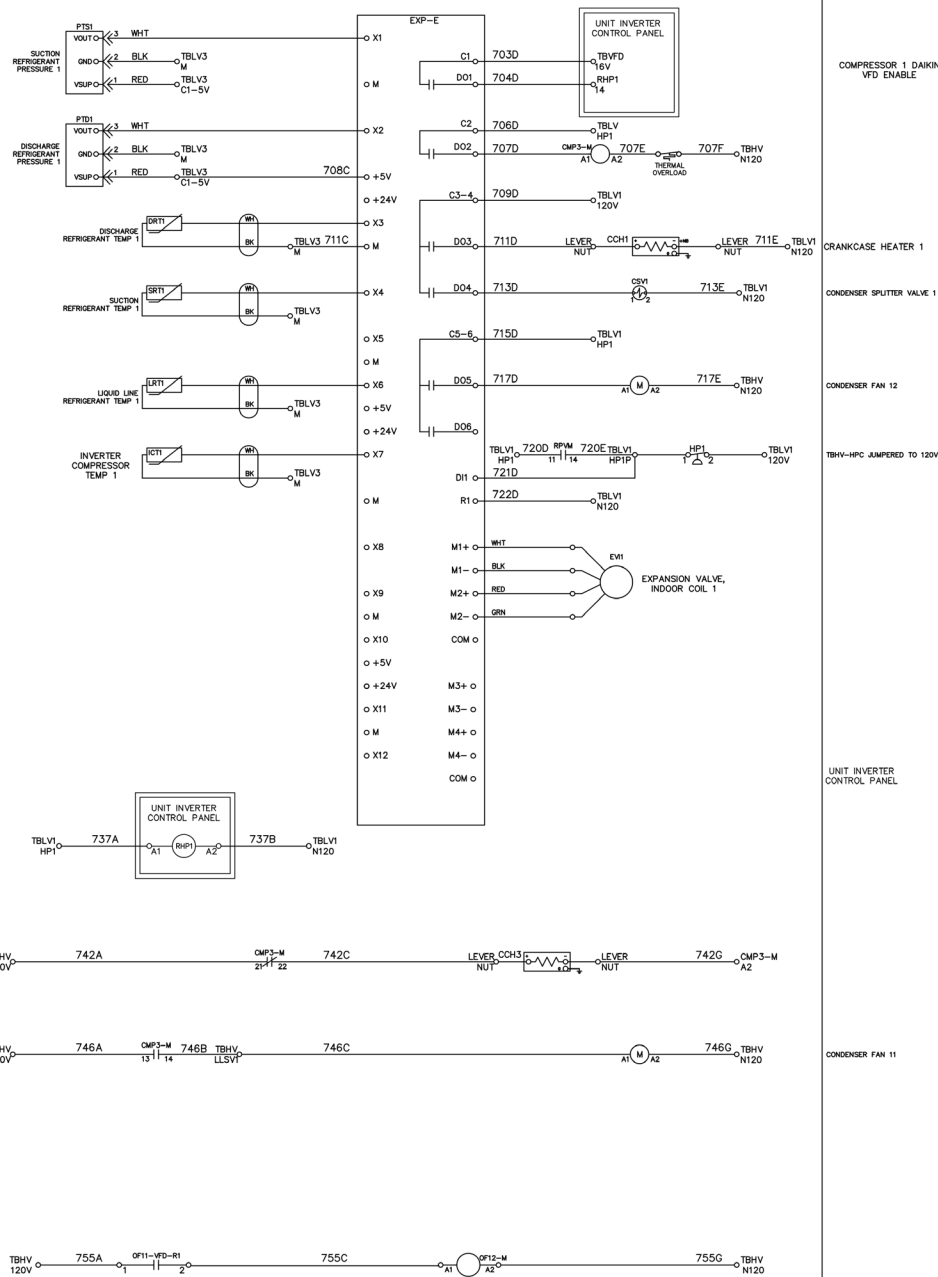 EXP-E
UNIT INVERTER
CONTROL PANEL
PTS1
VOUT 3 WHT
X1
SUCTION
REFRIGERANT
PRESSURE 1
GND 2 BLK TBLV3
M
C1 703D TBVFD
16V
COMPRESSOR 1 DAIKIN
VFD ENABLE
VSUP 1 RED TBLV3
C1-5V
M
DO1 704D RHP1
14
PTD1
VOUT 3 WHT
X2
C2 706D TBLV
HP1
DISCHARGE
REFRIGERANT
PRESSURE 1
GND 2 BLK TBLV3
M
DO2 707D CMP3-M
A1 A2 707E 707F TBHV
N120
THERMAL
OVERLOAD
VSUP 1 RED TBLV3
C1-5V
708C +5V
+24V
C3-4 709D TBLV1
120V
DRT1 WH X3
DISCHARGE
REFRIGERANT TEMP 1
BK TBLV3 711C M
DO3 711D LEVER
NUT CCH1 LEVER
NUT 711E TBLV1
N120 CRANKCASE HEATER 1
SRT1 WH X4
SUCTION
REFRIGERANT TEMP 1
BK TBLV3
M
DO4 713D CSV1
1 2 713E TBLV1
N120 CONDENSER SPLITTER VALVE 1
X5
C5-6 715D TBLV1
HP1
M
LRT1 WH X6
LIQUID LINE
REFRIGERANT TEMP 1
BK TBLV3
M
+5V
DO5 717D A1 M A2 717E TBHV
N120 CONDENSER FAN 12
+24V
DO6
ICT1 WH X7
INVERTER
COMPRESSOR
TEMP 1
BK TBLV3
M
TBLV1
HP1 720D RPVM
11 14 720E TBLV1
HP1P HP1
1 2 TBLV1
120V TBHV-HPC JUMPERED TO 120V
DI1 721D
M
R1 722D TBLV1
N120
X8
M1+ WHT
EVI1
M1- BLK
EXPANSION VALVE,
INDOOR COIL 1
X9
M2+ RED
M
M2- GRN
X10
COM
+5V
+24V
M3+
X11
M3-
M
M4+
X12
M4-
COM
UNIT INVERTER
CONTROL PANEL
UNIT INVERTER
CONTROL PANEL
TBLV1
HP1 737A A1 RHP1 A2 737B TBLV1
N120
HV
0V 742A CMP3-M
21 22 742C LEVER
NUT CCH3 LEVER
NUT 742G CMP3-M
A2
HV
0V 746A CMP3-M
13 14 746B TBHV
LLSV1 746C A1 M A2 746G TBHV
N120 CONDENSER FAN 11
TBHV
120V 755A OF11-VFD-R1
1 2 755C A1 OF12-M
A2 755G TBHV
N120